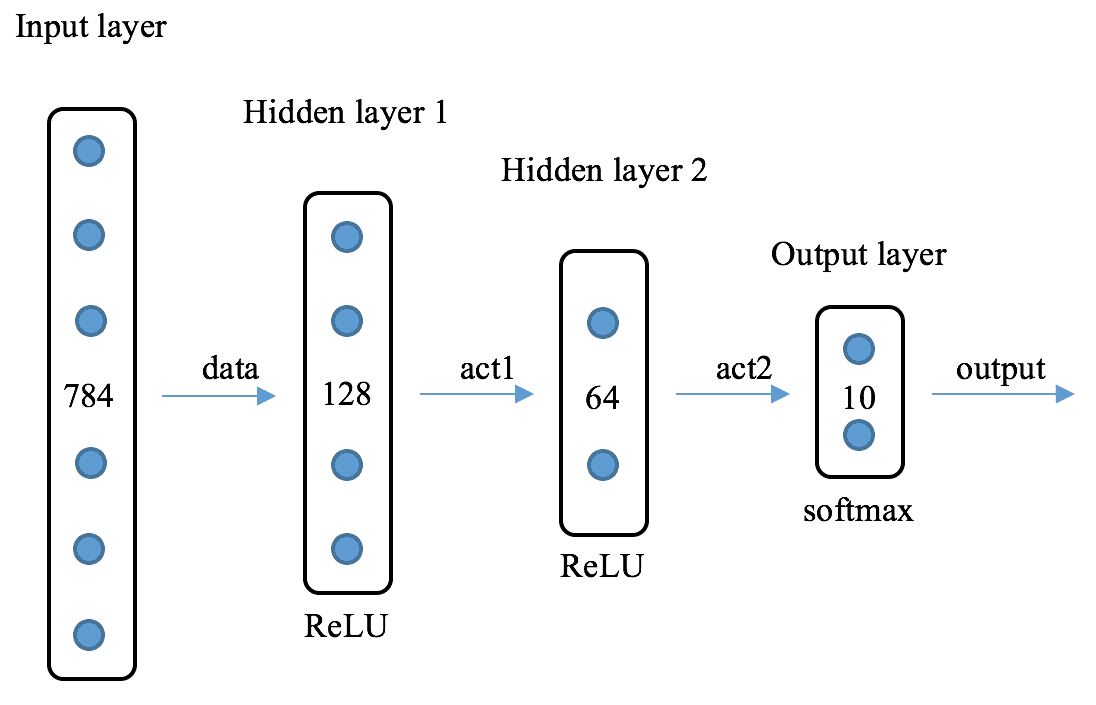 Input layer
784
data
Hidden layer 1
128
ReLU
act1
Hidden layer 2
64
ReLU
act2
Output layer
10
softmax
output